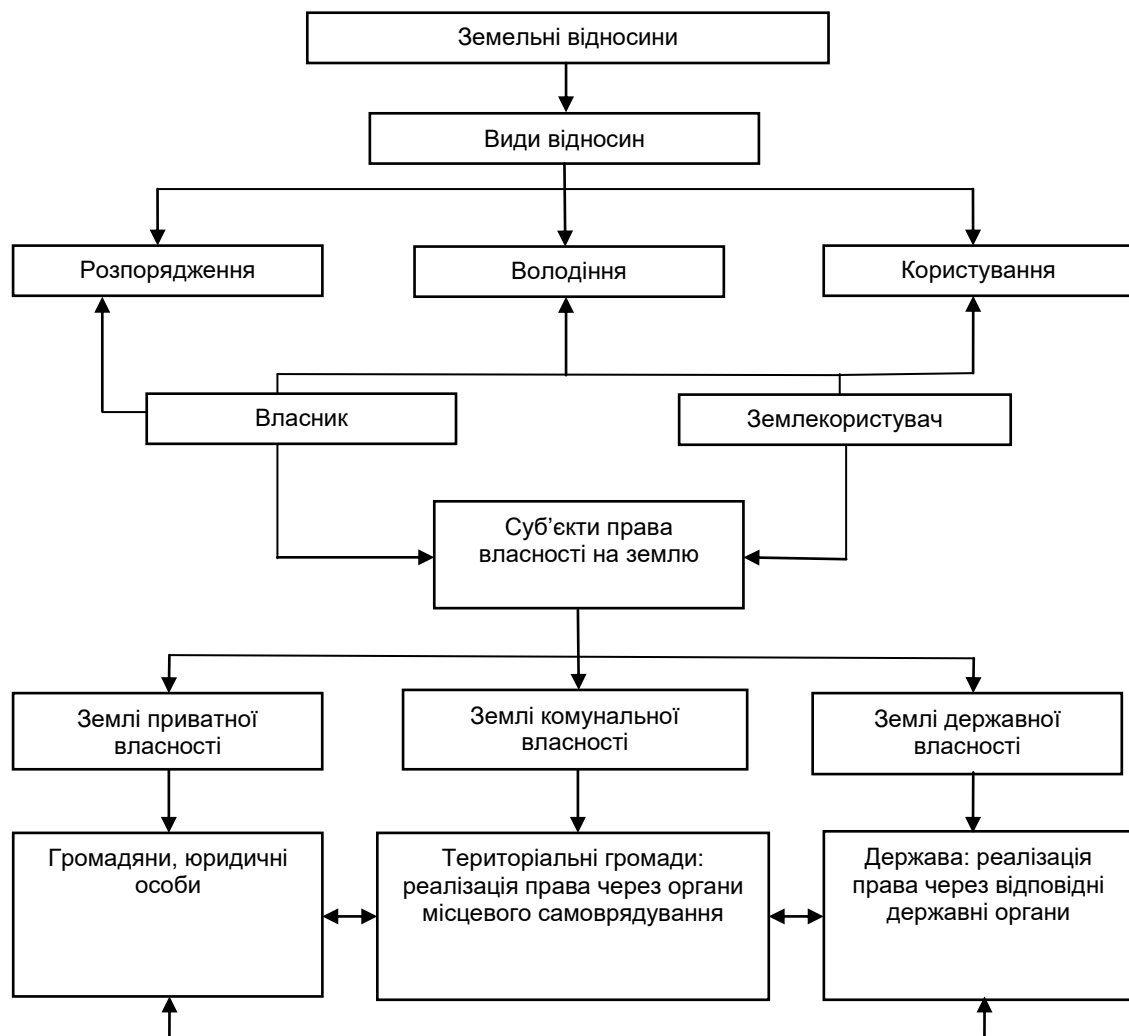 Земельні відносини
Види відносин
Розпорядження
Володіння
Користування
Власник
Землекористувач
Суб’єкти права
власності на землю
Землі приватної
власності
Землі комунальної
власності
Землі державної
власності
Громадяни, юридичні
особи
Територіальні громади:
реалізація права через органи
місцевого самоврядування
Держава: реалізація
права через відповідні
державні органи